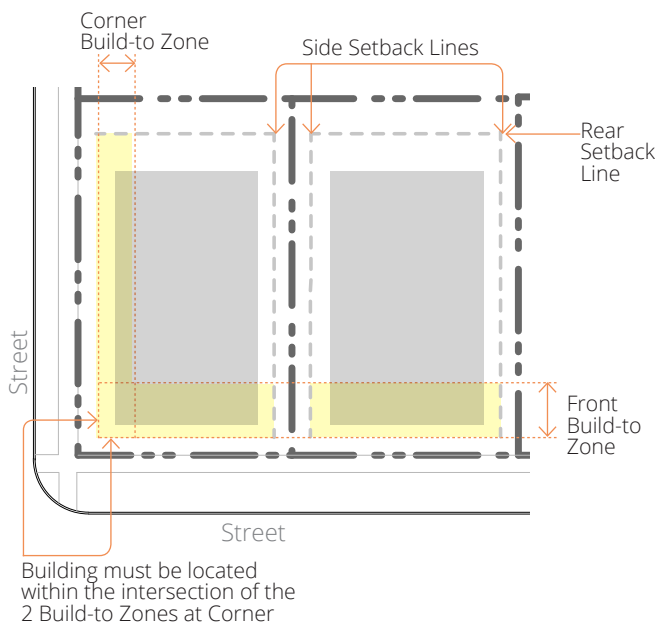 Corner
Build-to Zone
Side Setback Lines
Rear
Setback
Line
Street
Front
Build-to
Zone
Street
Building must be located
within the intersection of the
2 Build-to Zones at Corner